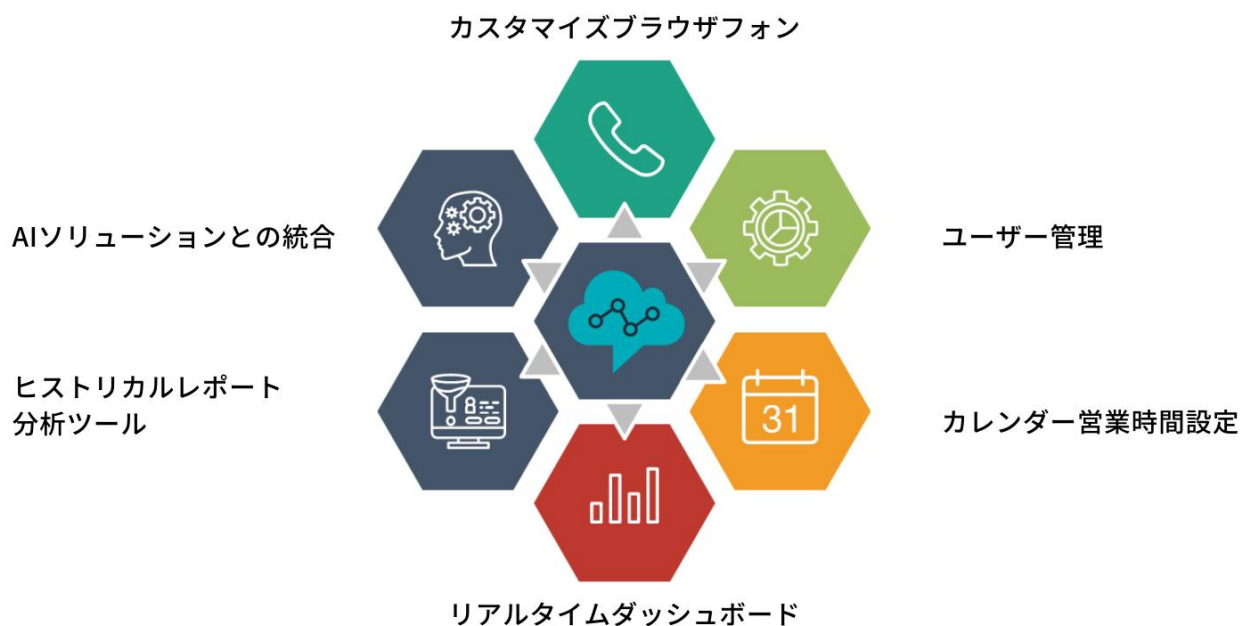 カスタマイズブラウザフォン
AIソリューションとの統合
ユーザー管理
ヒストリカルレポート
分析ツール
31
カレンダー営業時間設定
リアルタイムダッシュボード